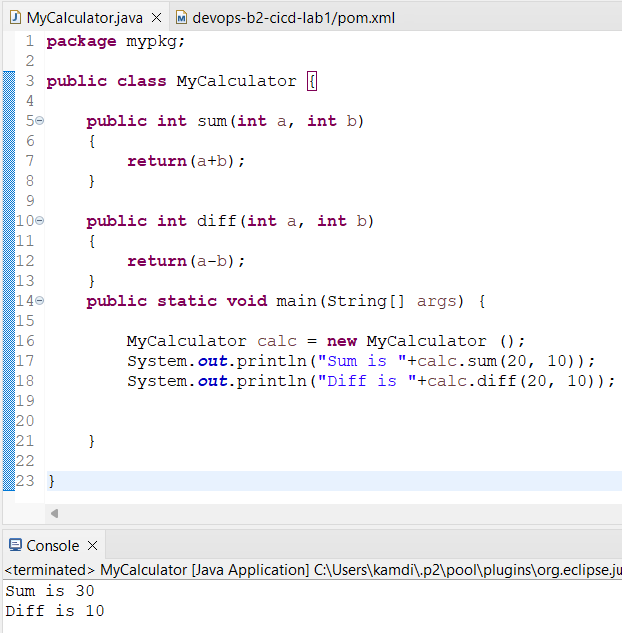 MyCalculator.java devops-b2-cicd-lab1/pom.xml
1 package mypkg;
2
3 public class MyCalculator {
4
5 public int sum(int a, int b)
6 {
7 return(a+b);
8 }
9
10 public int diff(int a, int b)
11 {
12 return(a-b);
13 }
14 public static void main(String[] args) {
15
16 MyCalculator calc = new MyCalculator ();
17 System.out.println("Sum is "+calc.sum(20, 10));
18 System.out.println("Diff is "+calc.diff(20, 10));
19
20
21 }
22
23 }
Console
<terminated> MyCalculator [Java Application] C:\Users\kamdi\.p2\pool\plugins\org.eclipse.ju
Sum is 30
Diff is 10